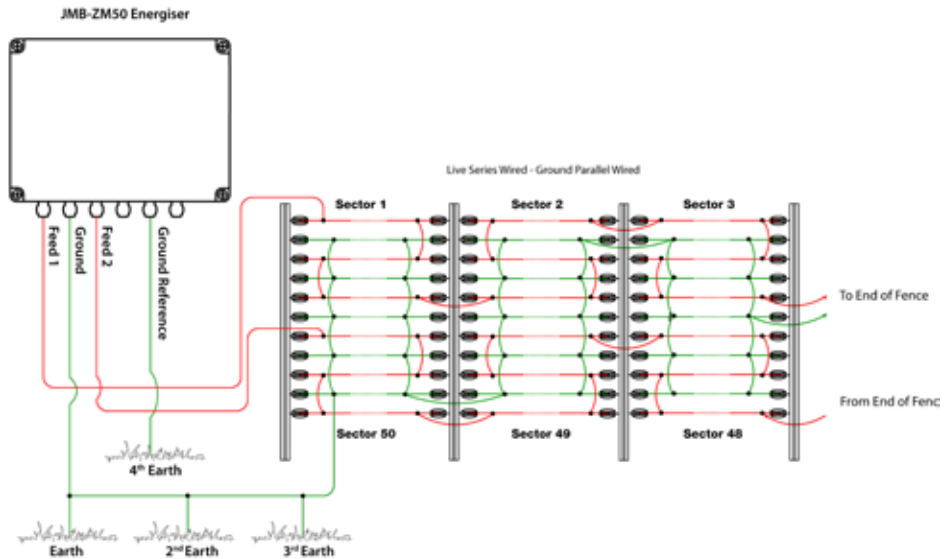 JMB-ZM50 Energiser
Live Series Wired - Ground Parallel Wired
Sector 1
Sector 2
Sector 3
Feed 1
Ground
Feed 2
Ground Reference
To End of Fence
From End of Fenc
Sector 50
Sector 49
Sector 48
4th Earth
Earth
2nd Earth
3rd Earth